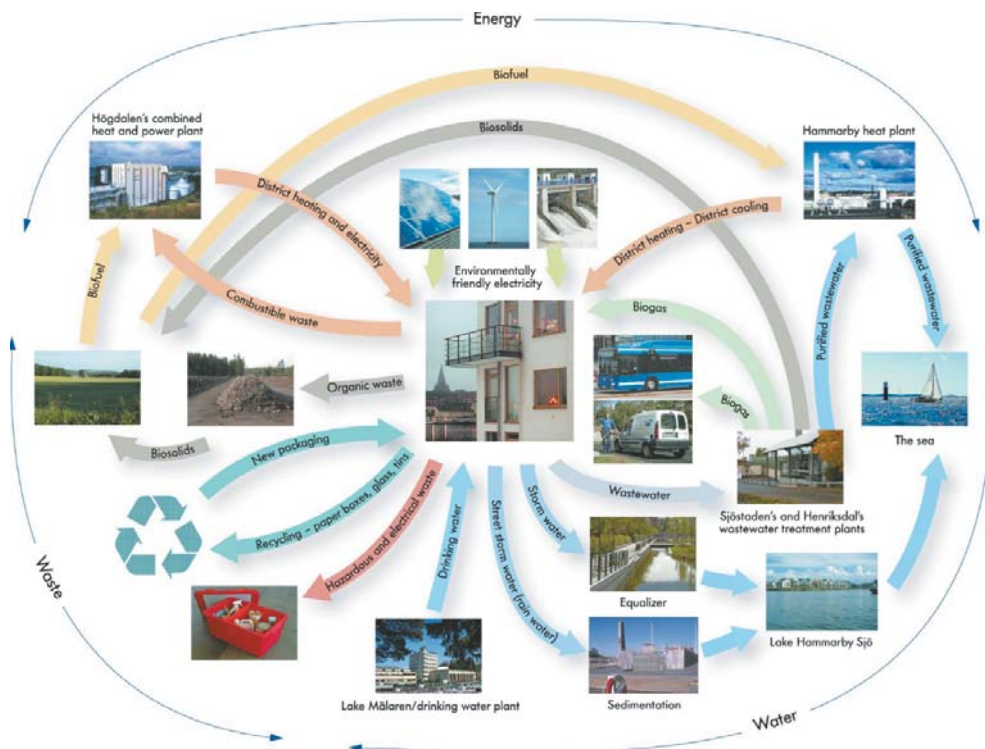 Energy
Biofuel
Högdalen's combined
heat and power plant
Biosolids
Hammarby heat plant
District heating and electricity
District heating – District cooling
Environmentally
friendly electricity
Biofuel
Combustible waste
Biogas
Purified wastewater
Purified wastewater
Organic waste
Biogas
The sea
Biosolids
New packaging
Wastewater
Sjöstaden's and Henriksdal's
wastewater treatment plants
Recycling – paper boxes, glass, tins
Hazardous and electrical waste
Drinking water
Street storm water (rain water)
Storm water
Waste
Equalizer
Lake Hammarby Sjö
Lake Mälaren/drinking water plant
Sedimentation
Water